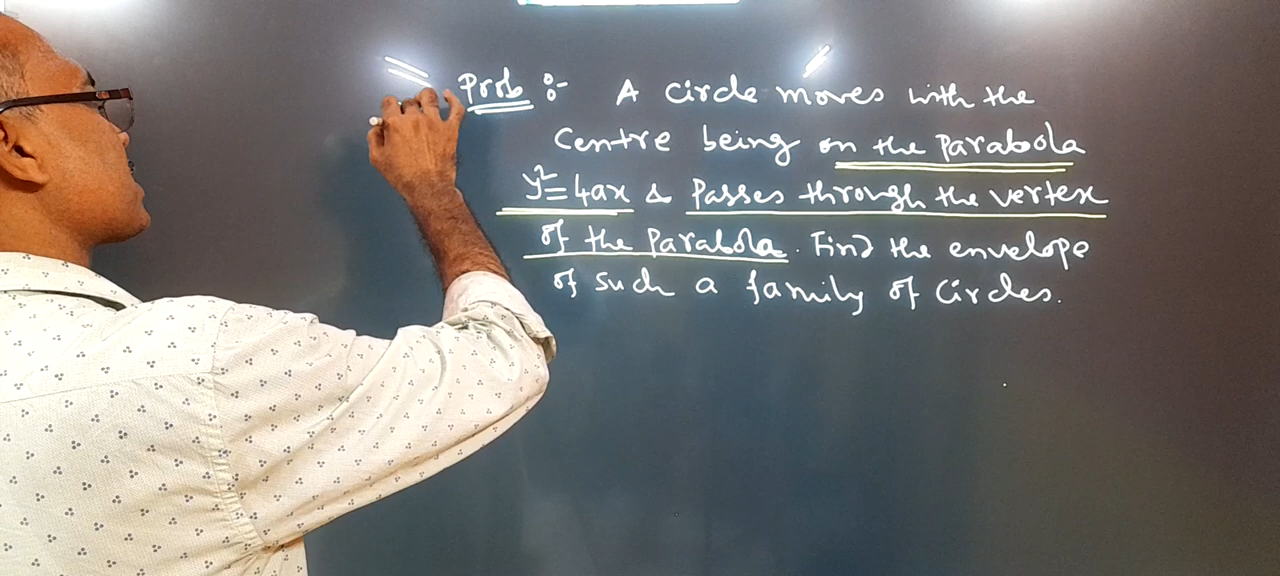 Prob :- A circle moves with the
Centre being on the Parabola
y²=4ax & Passes through the vertex
of the Parabola. Find the envelope
of such a family of circles.